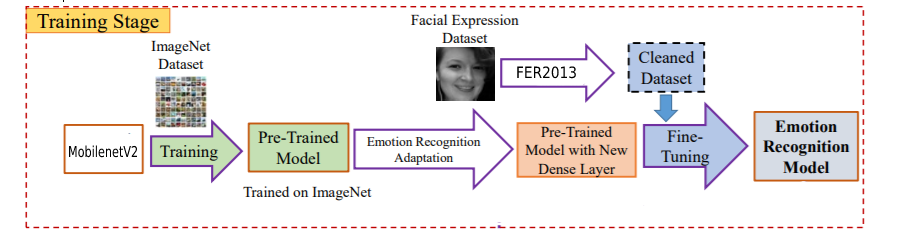 Training Stage
ImageNet
Dataset
Facial Expression
Dataset
FER2013
Cleaned
Dataset
MobilenetV2
Training
Pre-Trained
Model
Trained on ImageNet
Emotion Recognition
Adaptation
Pre-Trained
Model with New
Dense Layer
Fine-
Tuning
Emotion
Recognition
Model